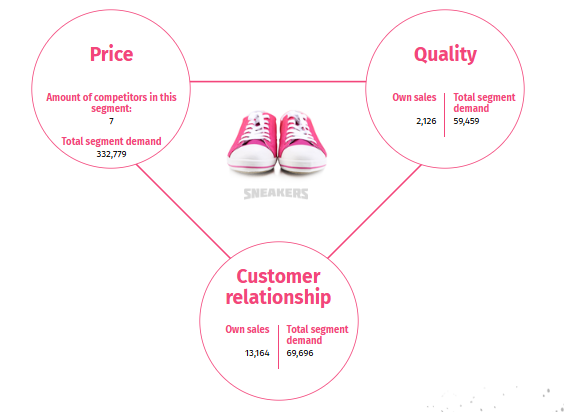 Price
Amount of competitors in this
segment:
7
Total segment demand
332,779
Quality
Own sales
2,126
Total segment
demand
59,459
SNEAKERS
Customer
relationship
Own sales
13,164
Total segment
demand
69,696